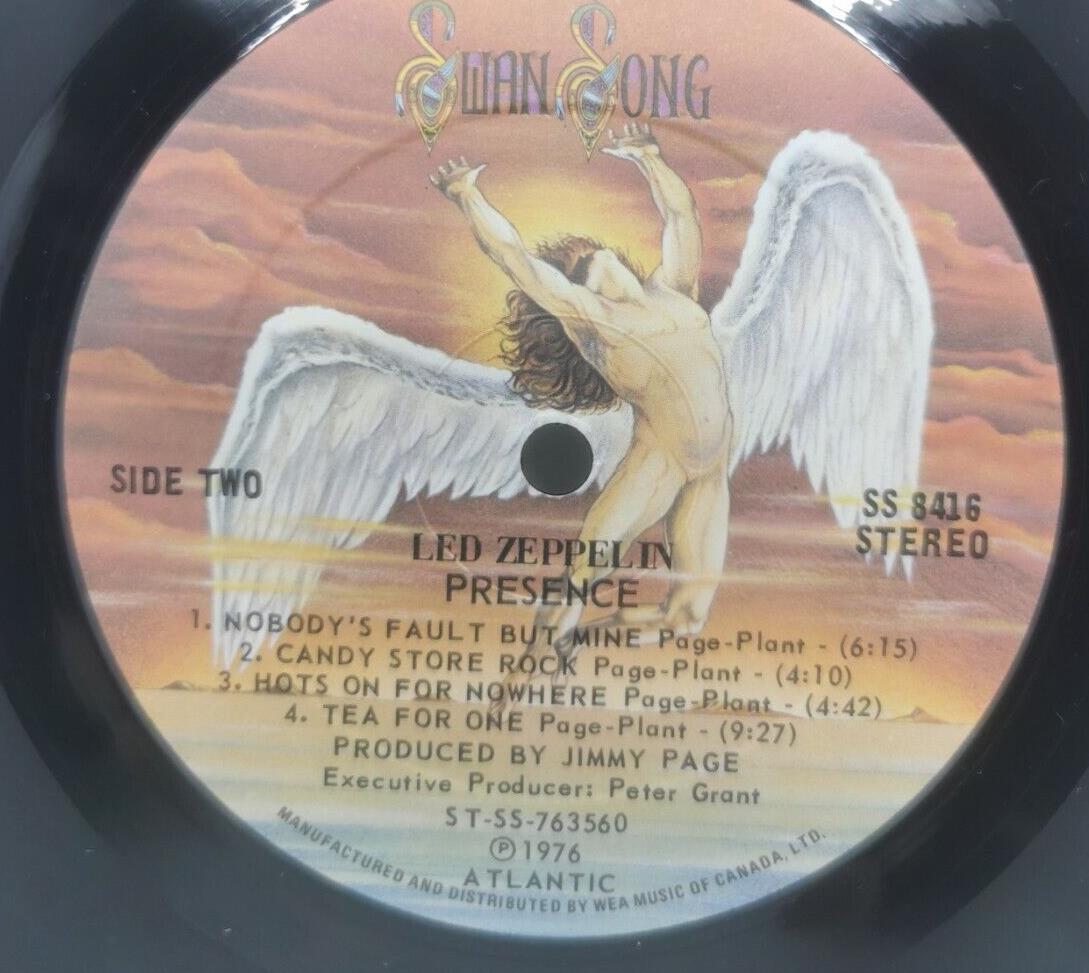 SWAN SONG
SIDE TWO
SS 8416
STEREO
LED ZEPPELIN
PRESENCE
1. NOBODY'S FAULT BUT MINE Page-Plant - (6:15)
2. CANDY STORE ROCK Page-Plant - (4:10)
3. HOTS ON FOR NOWHERE Page-Plant - (4:42)
4. TEA FOR ONE Page-Plant - (9:27)
PRODUCED BY JIMMY PAGE
Executive Producer: Peter Grant
ST-SS-763560
Ⓟ1976
ATLANTIC
MANUFACTURED AND DISTRIBUTED BY WEA MUSIC OF CANADA, LTD.